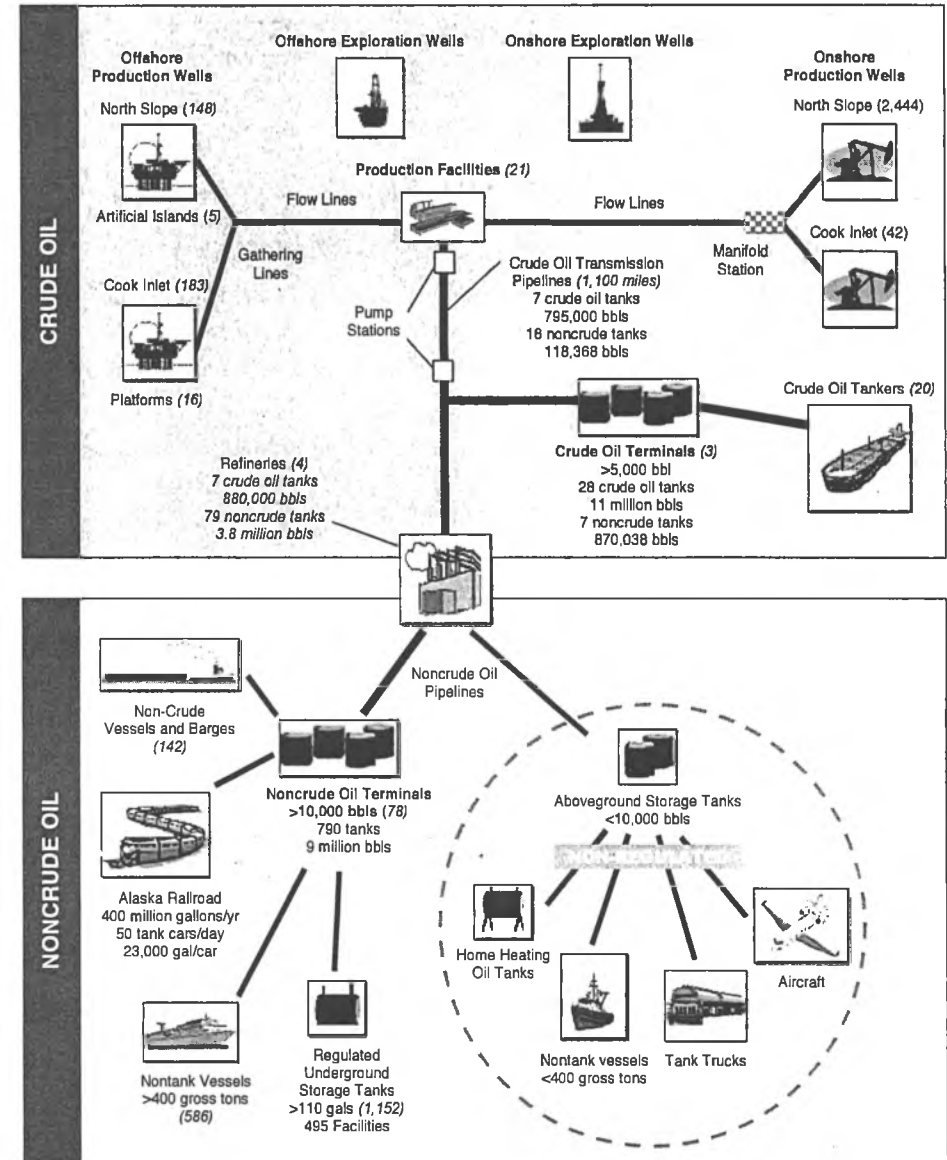 CRUDE OIL
Offshore Exploration Wells
Onshore Exploration Wells
Offshore
Production Wells
North Slope (148)
Artificial Islands (5)
Cook Inlet (183)
Platforms (16)
Flow Lines
Gathering
Lines
Production Facilities (21)
Flow Lines
Onshore
Production Wells
North Slope (2,444)
Cook Inlet (42)
Manifold
Station
Pump
Stations
Crude Oil Transmission
Pipelines (1,100 miles)
7 crude oil tanks
795,000 bbls
18 noncrude tanks
118,368 bbls
Crude Oil Terminals (3)
>5,000 bbl
28 crude oil tanks
11 million bbls
7 noncrude tanks
870,038 bbls
Crude Oil Tankers (20)
Refineries (4)
7 crude oil tanks
880,000 bbls
79 noncrude tanks
3.8 million bbls
NONCRUDE OIL
Noncrude Oil
Pipelines
Non-Crude
Vessels and Barges
(142)
Noncrude Oil Terminals
>10,000 bbls (78)
790 tanks
9 million bbls
Alaska Railroad
400 million gallons/yr
50 tank cars/day
23,000 gal/car
Nontank Vessels
>400 gross tons
(586)
Regulated
Underground
Storage Tanks
>110 gals (1,152)
495 Facilities
Aboveground Storage Tanks
<10,000 bbls
NON-REGULATED
Home Heating
Oil Tanks
Nontank vessels
<400 gross tons
Tank Trucks
Aircraft